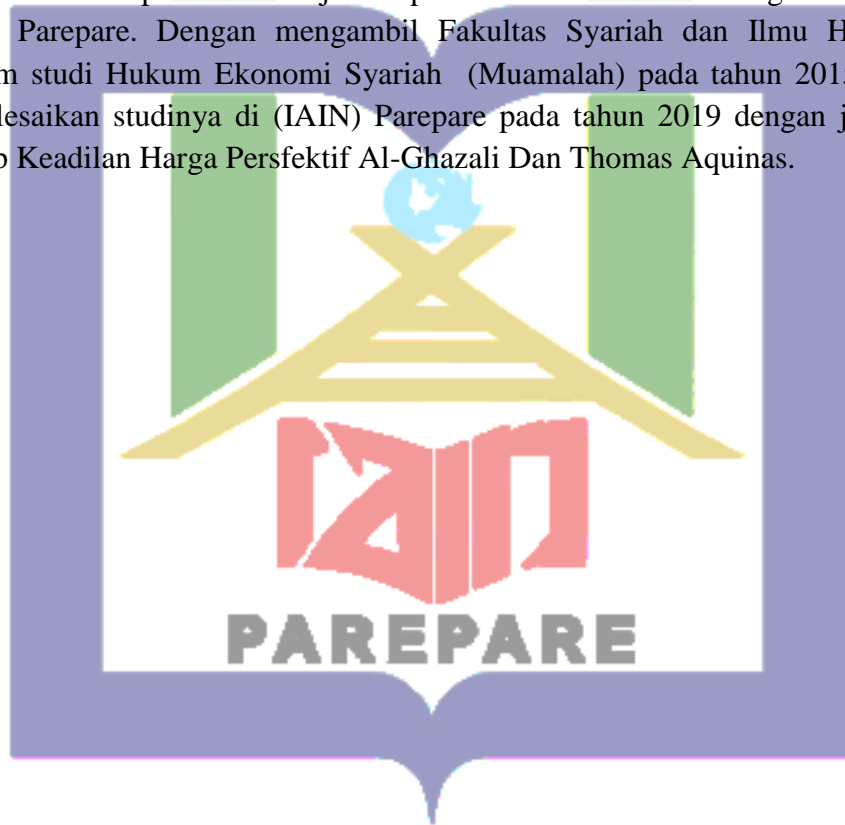 Parepare. Dengan mengambil Fakultas Syariah dan Ilmu H
m studi Hukum Ekonomi Syariah (Muamalah) pada tahun 201
lesaikan studinya di (IAIN) Parepare pada tahun 2019 dengan j
p Keadilan Harga Persfektif Al-Ghazali Dan Thomas Aquinas.
IAIN
PAREPARE